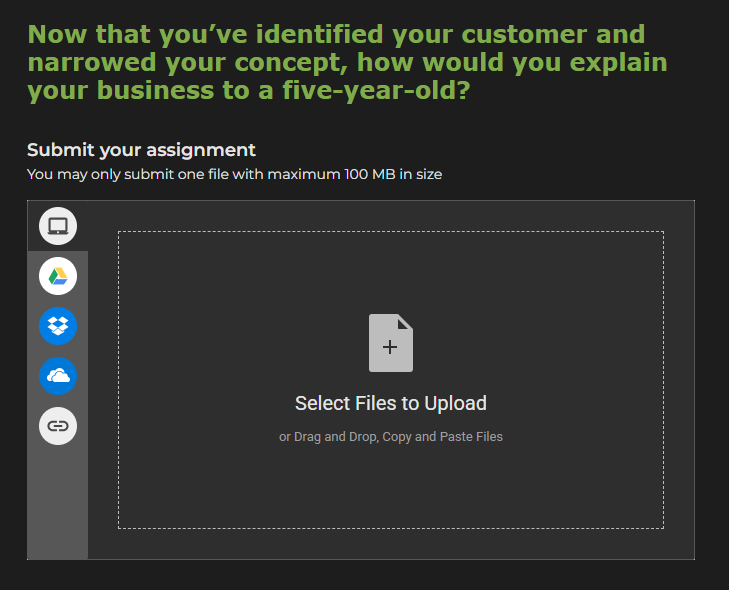 Now that you’ve identified your customer and
narrowed your concept, how would you explain
your business to a five-year-old?
Submit your assignment
You may only submit one file with maximum 100 MB in size
Select Files to Upload
or Drag and Drop, Copy and Paste Files